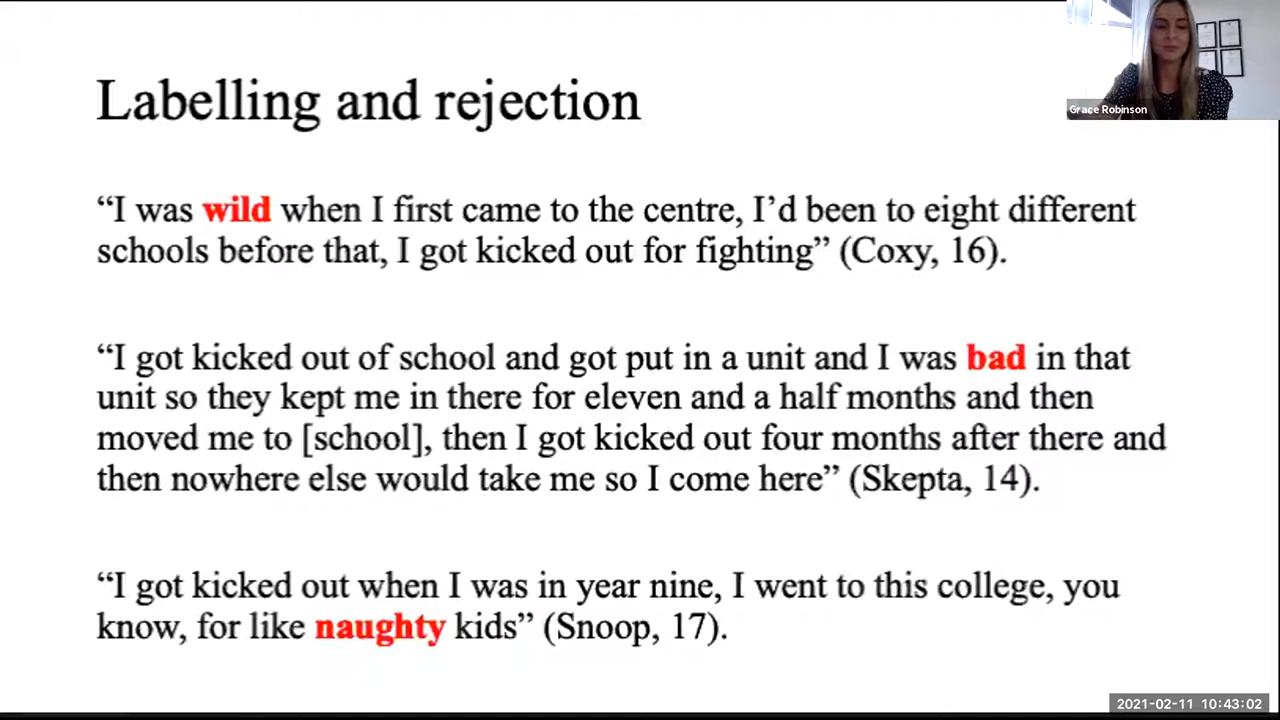 Labelling and rejection
Grace Robinson
“I was wild when I first came to the centre, I’d been to eight different
schools before that, I got kicked out for fighting” (Coxy, 16).
“I got kicked out of school and got put in a unit and I was bad in that
unit so they kept me in there for eleven and a half months and then
moved me to [school], then I got kicked out four months after there and
then nowhere else would take me so I come here” (Skepta, 14).
“I got kicked out when I was in year nine, I went to this college, you
know, for like naughty kids” (Snoop, 17).
2021-02-11 10:43:02